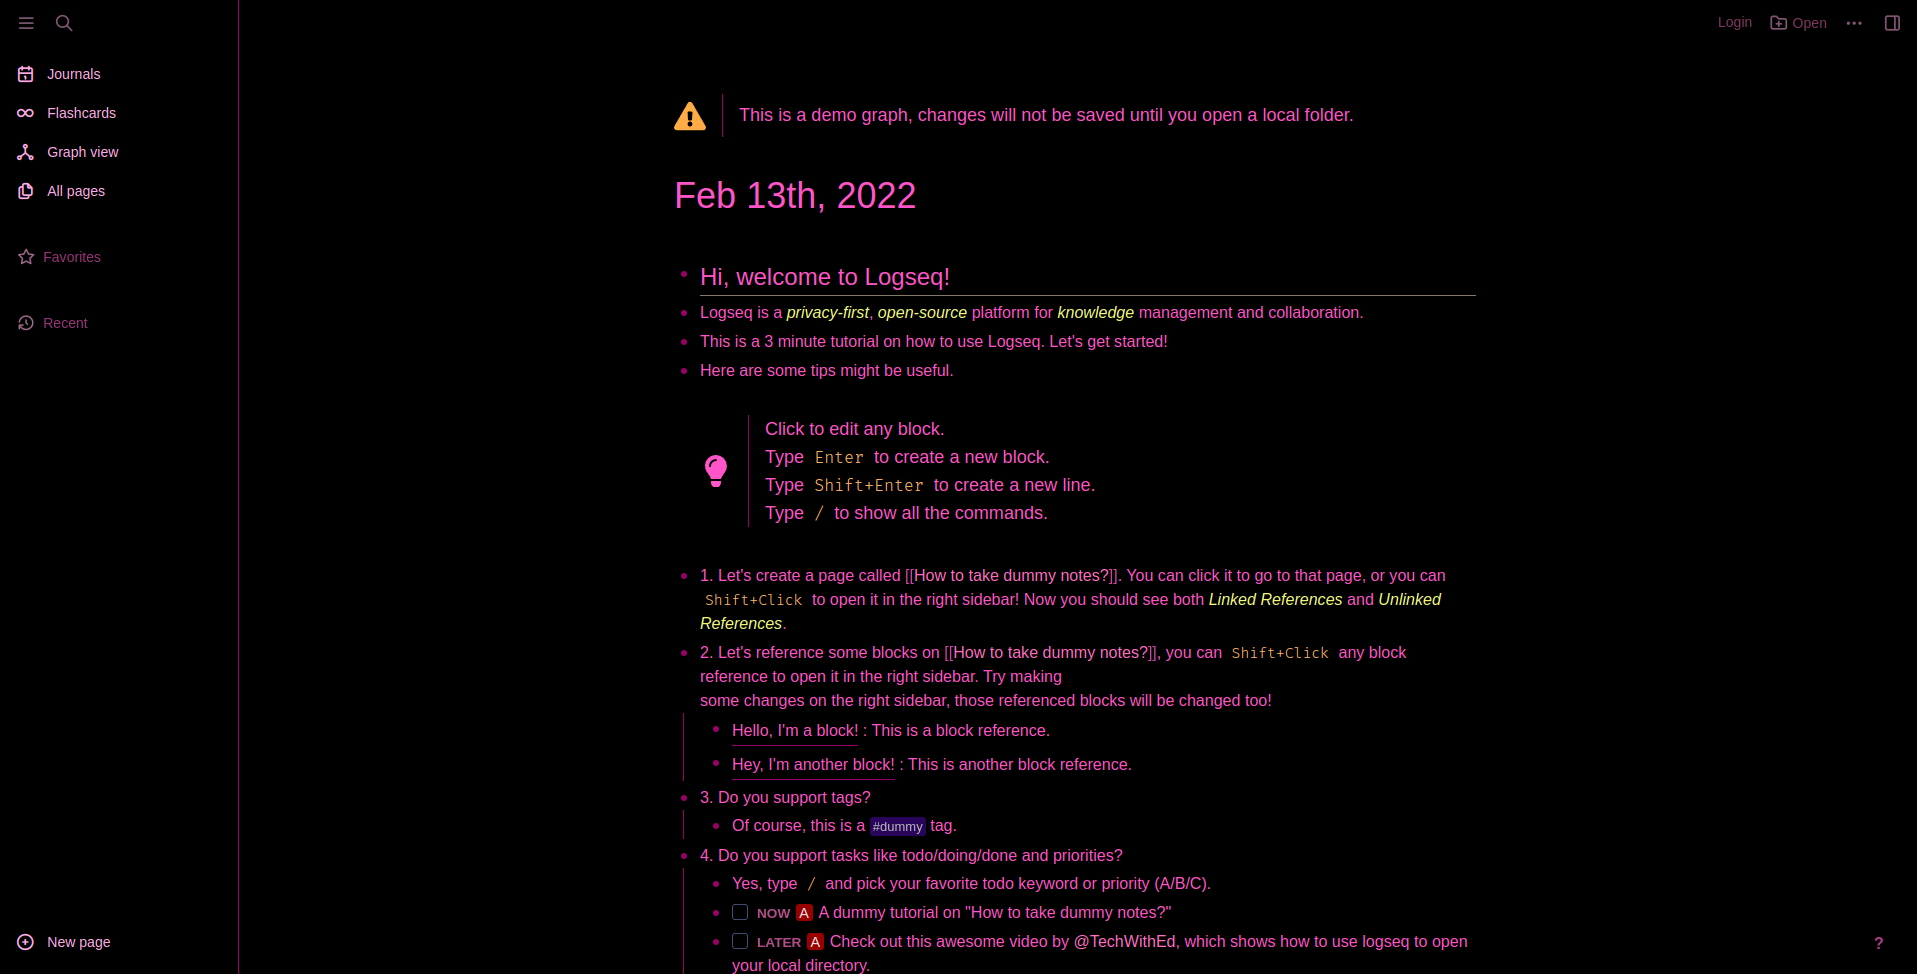 Login
Open
Journals
Flashcards
Graph view
All pages
Favorites
Recent
New page
This is a demo graph, changes will not be saved until you open a local folder.
Feb 13th, 2022
Hi, welcome to Logseq!
Logseq is a privacy-first, open-source platform for knowledge management and collaboration.
This is a 3 minute tutorial on how to use Logseq. Let's get started!
Here are some tips might be useful.
Click to edit any block.
Type Enter to create a new block.
Type Shift+Enter to create a new line.
Type / to show all the commands.
1. Let's create a page called [[How to take dummy notes?]]. You can click it to go to that page, or you can
Shift+Click to open it in the right sidebar! Now you should see both Linked References and Unlinked
References.
2. Let's reference some blocks on [[How to take dummy notes?]], you can Shift+Click any block
reference to open it in the right sidebar. Try making
some changes on the right sidebar, those referenced blocks will be changed too!
Hello, I'm a block! : This is a block reference.
Hey, I'm another block! : This is another block reference.
3. Do you support tags?
Of course, this is a #dummy tag.
4. Do you support tasks like todo/doing/done and priorities?
Yes, type / and pick your favorite todo keyword or priority (A/B/C).
NOW A A dummy tutorial on "How to take dummy notes?"
LATER A Check out this awesome video by @TechWithEd, which shows how to use logseq to open
your local directory.
?